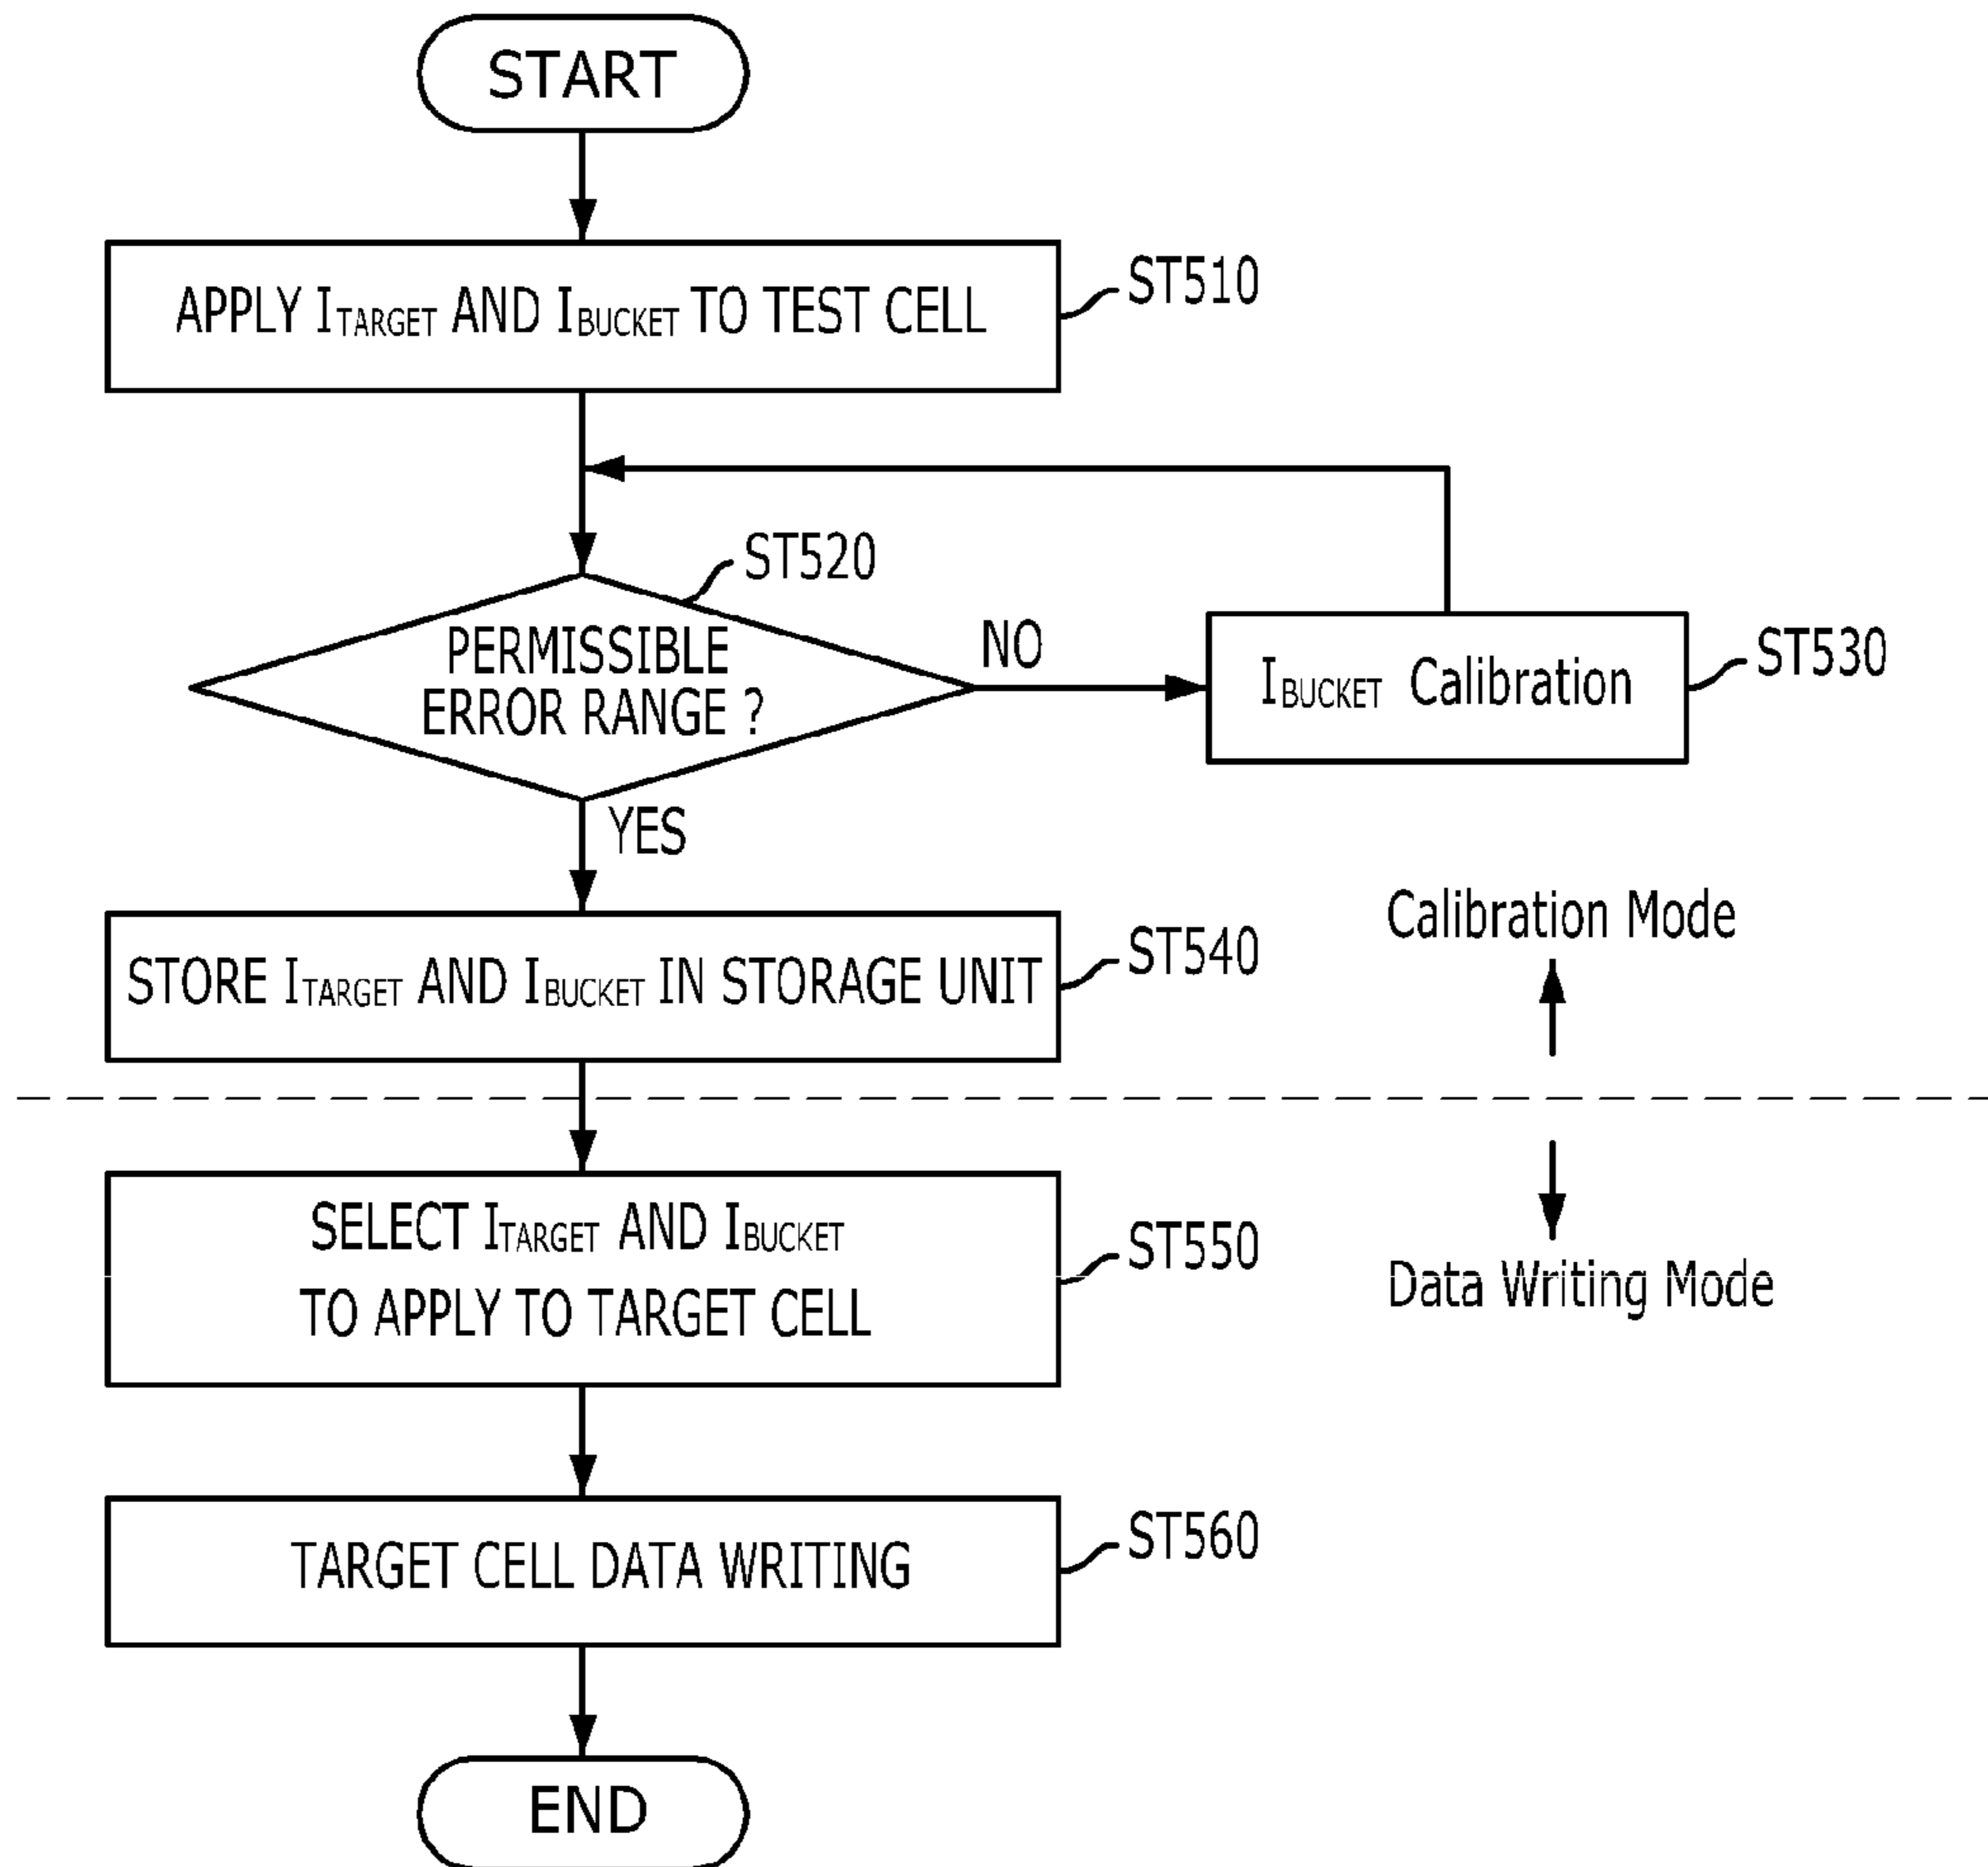 START
APPLY ITARGET AND IBUCKET TO TEST CELL
ST510
ST520
PERMISSIBLE
ERROR RANGE ?
NO
IBUCKET Calibration
ST530
YES
STORE ITARGET AND IBUCKET IN STORAGE UNIT
ST540
Calibration Mode
SELECT ITARGET AND IBUCKET
TO APPLY TO TARGET CELL
ST550
Data Writing Mode
TARGET CELL DATA WRITING
ST560
END